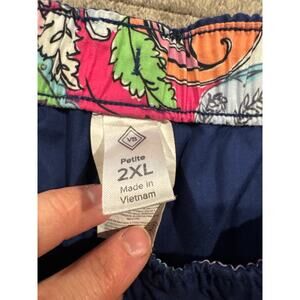 VB
Petite
2XL
Made in
Vietnam